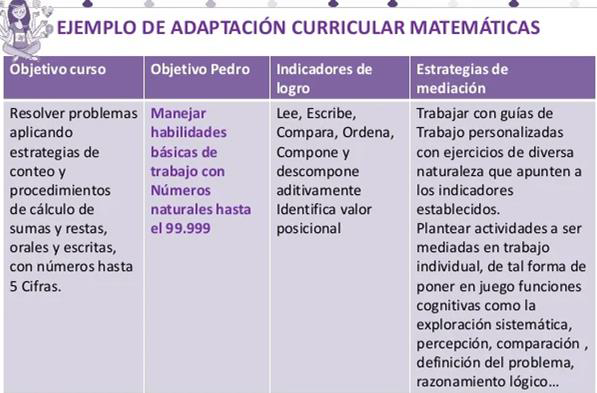 EJEMPLO DE ADAPTACIÓN CURRICULAR MATEMÁTICAS
Objetivo curso
Objetivo Pedro
Indicadores de
logro
Estrategias de
mediación
Resolver problemas
aplicando
estrategias de
conteo y
procedimientos
de cálculo de
sumas y restas,
orales y escritas,
con números hasta
5 Cifras.
Manejar
habilidades
básicas de
trabajo con
Números
naturales hasta
el 99.999
Lee, Escribe,
Compara, Ordena,
Compone y
descompone
aditivamente
Identifica valor
posicional
Trabajar con guías de
Trabajo personalizadas
con ejercicios de diversa
naturaleza que apunten a
los indicadores
establecidos.
Plantear actividades a ser
mediadas en trabajo
individual, de tal forma de
poner en juego funciones
cognitivas como la
exploración sistemática,
percepción, comparación ,
definición del problema,
razonamiento lógico...